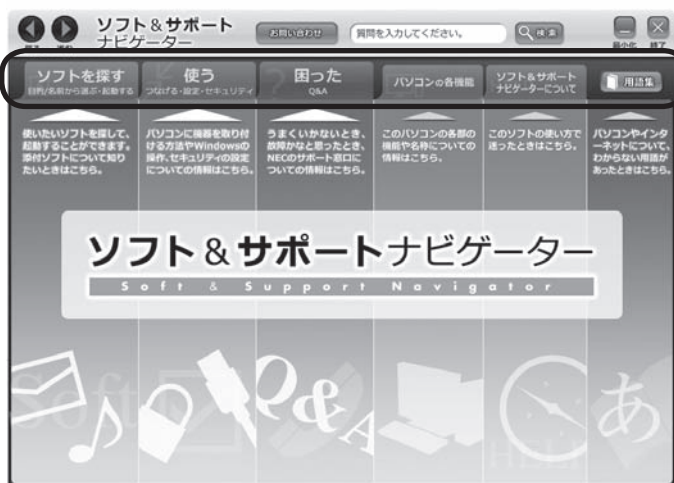 ソフト&サポート
ナビゲーター
お問い合わせ
質問を入力してください。
検索
最小化
終了
ソフトを探す
目的/名前から選ぶ・起動する
使う
つなげる・設定・セキュリティ
困った
Q&A
パソコンの各機能
ソフト&サポート
ナビゲーターについて
用語集
使いたいソフトを探して、
起動することができます。
添付ソフトについて知り
たいときはこちら。
パソコンに機器を取り付
ける方法やWindowsの
操作、セキュリティの設定
についての情報はこちら。
うまくいかないとき、
故障かなと思ったとき、
NECのサポート窓口に
ついての情報はこちら。
このパソコンの各部の
機能や名称についての
情報はこちら。
このソフトの使い方で
迷ったときはこちら。
パソコンやインタ
ーネットについて、
わからない用語が
あったときはこちら。
ソフト&サポートナビゲーター
Soft & Support Navigator
Soft
Q&A
HELP
あ